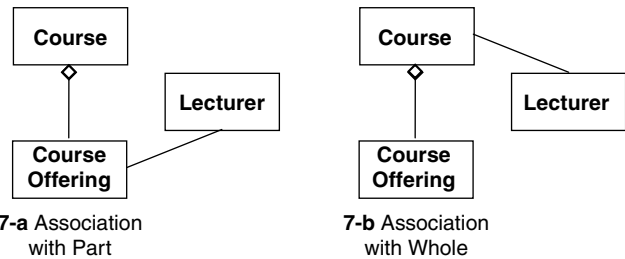 Course
Lecturer
Course
Offering
7-a Association
with Part
Course
Lecturer
Course
Offering
7-b Association
with Whole